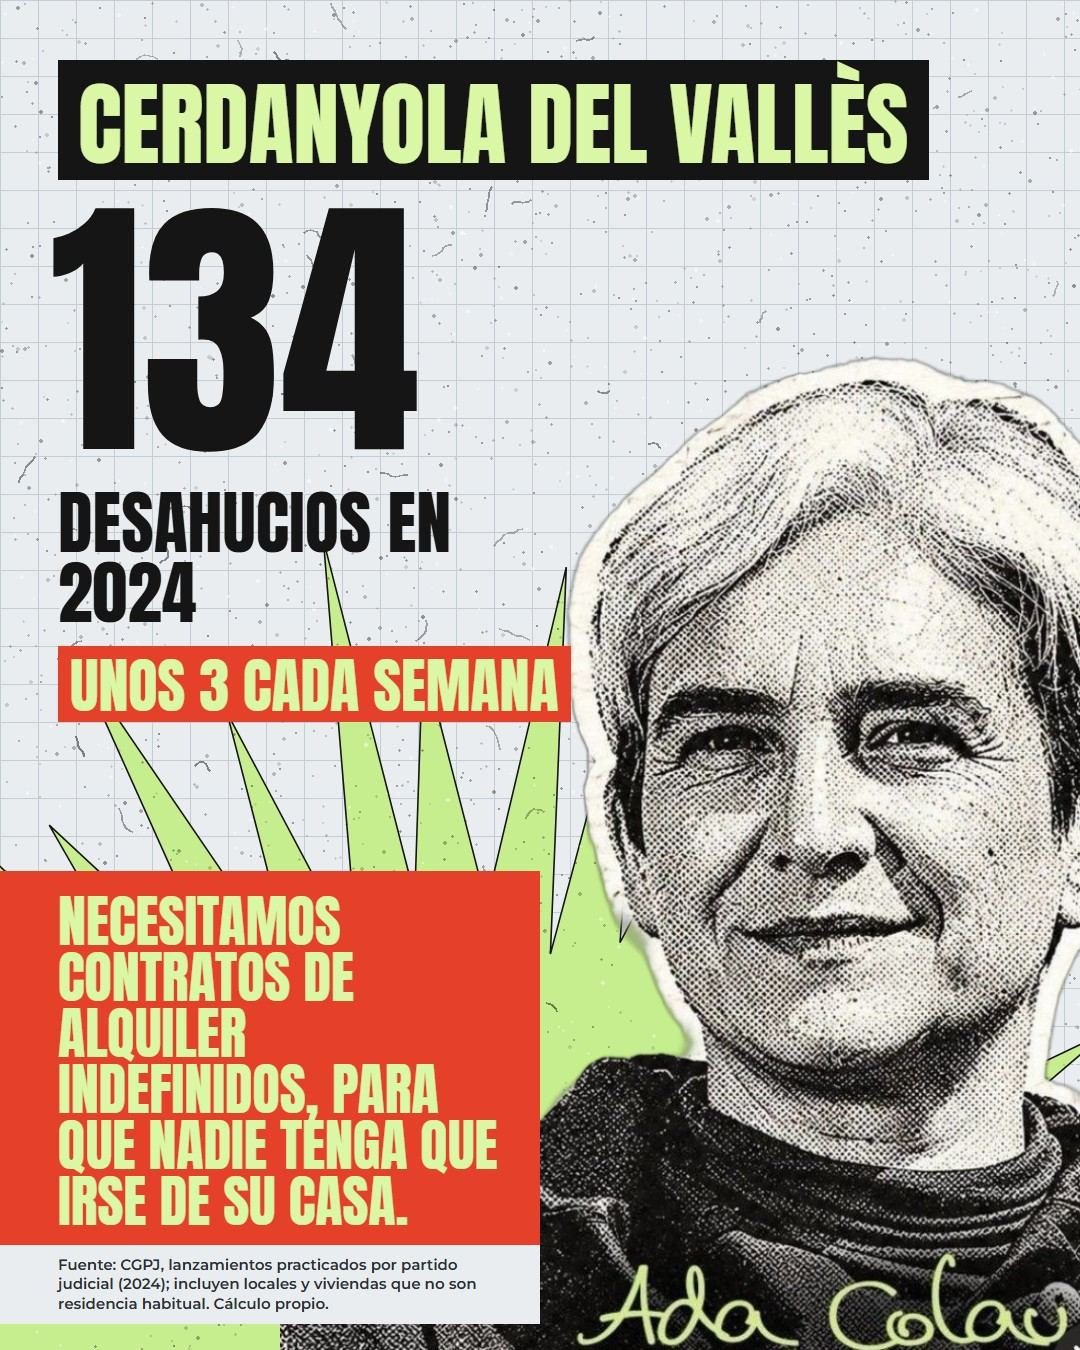 CERDANYOLA DEL VALLÈS
134
DESAHUCIOS EN
2024
UNOS 3 CADA SEMANA
NECESITAMOS
CONTRATOS DE
ALQUILER
INDEFINIDOS, PARA
QUE NADIE TENGA QUE
IRSE DE SU CASA.
Fuente: CGPJ, lanzamientos practicados por partido
judicial (2024); incluyen locales y viviendas que no son
residencia habitual. Cálculo propio.
Ada Colau